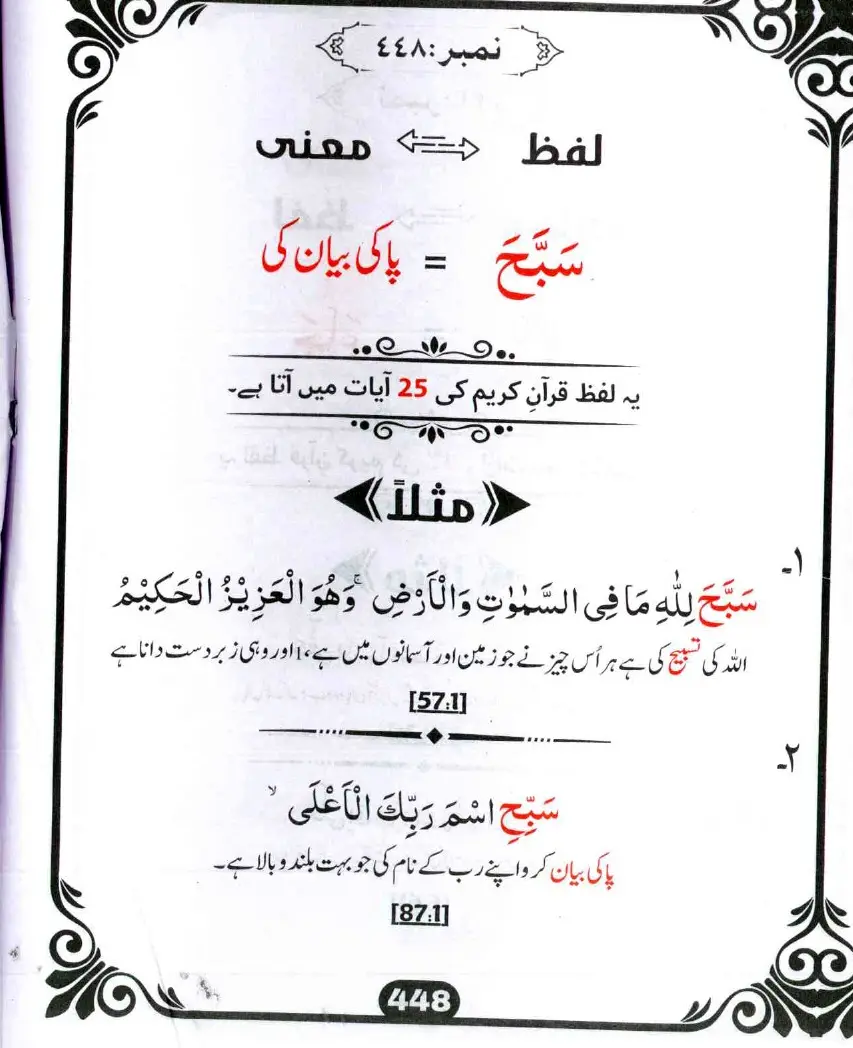 نمبر:٤٤٨
لفظ معنی
سَبَّحَ = پاکی بیان کی
یہ لفظ قرآنِ کریم کی 25 آیات میں آتا ہے۔
مثلاً
۱۔
سَبَّحَ لِلّٰهِ مَا فِی السَّمٰوٰتِ وَالْاَرْضِ ۚ وَهُوَ الْعَزِیْزُ الْحَکِیْمُ
اللہ کی تسبیح کی ہے ہر اُس چیز نے جو زمین اور آسمانوں میں ہے،1 اور وہی زبردست دانا ہے
[57:1]
۲۔
سَبِّحِ اسْمَ رَبِّكَ الْاَعْلَی ۙ
پاکی بیان کرو اپنے رب کے نام کی جو بہت بلند و بالا ہے۔
[87:1]
448